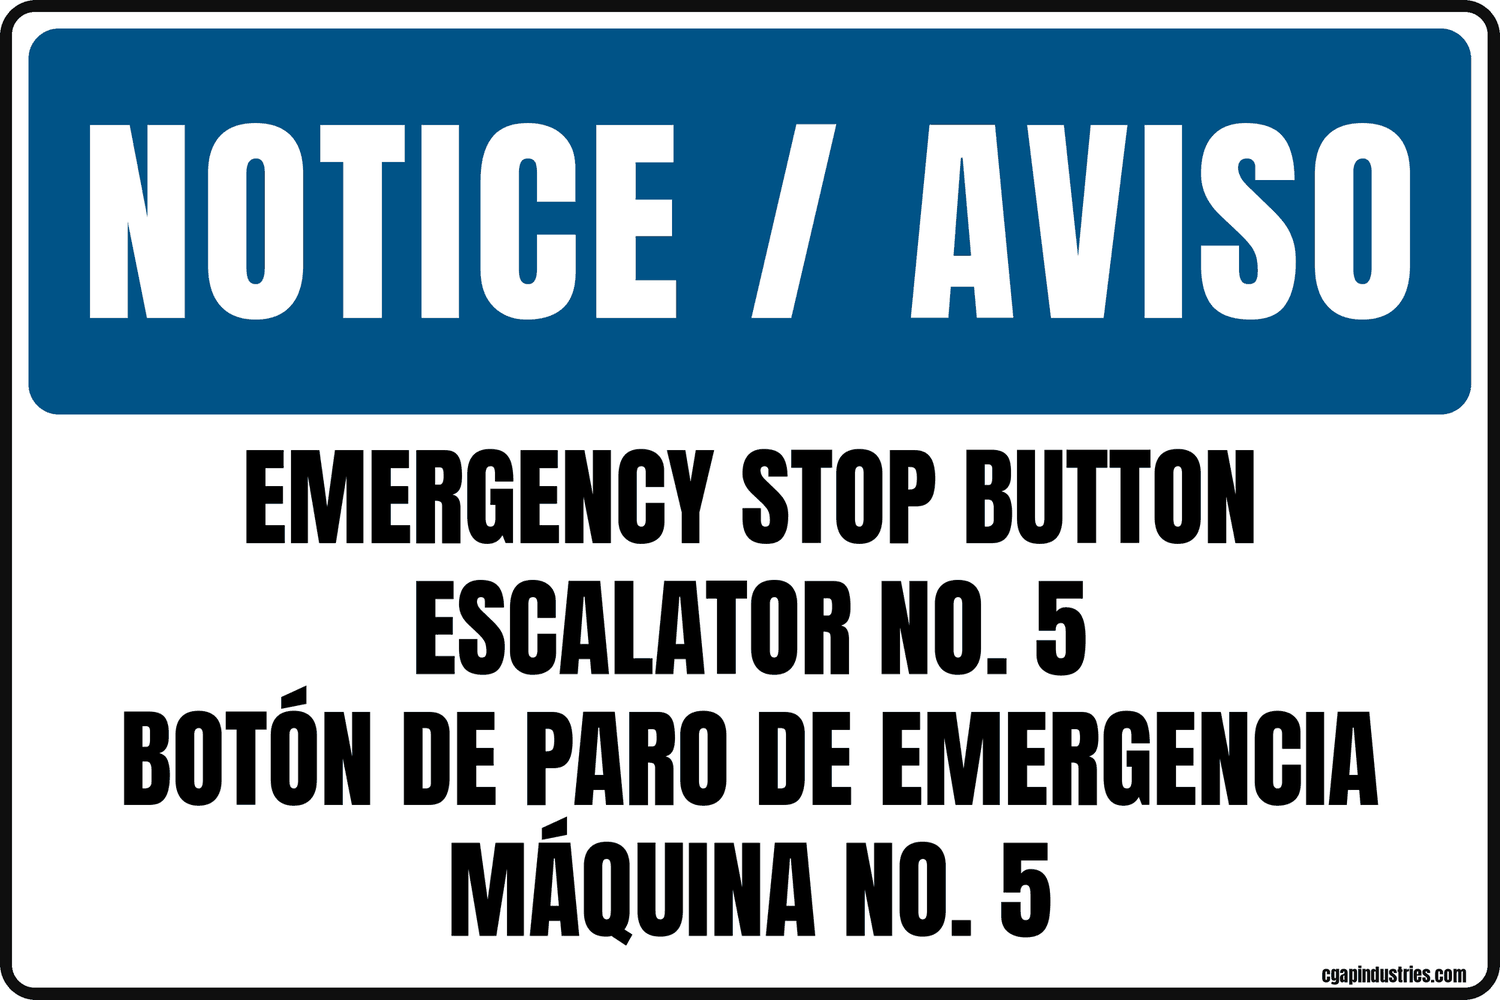 NOTICE / AVISO
EMERGENCY STOP BUTTON
ESCALATOR NO. 5
BOTÓN DE PARO DE EMERGENCIA
MÁQUINA NO. 5
cgapindustries.com